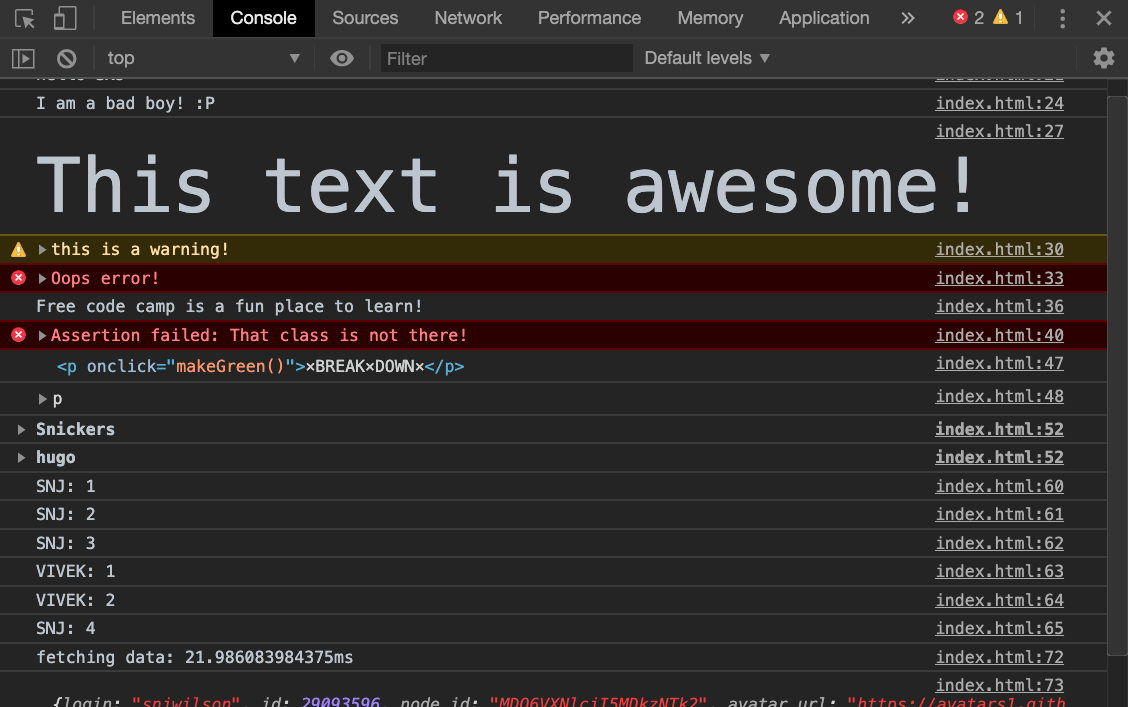 Elements Console Sources Network Performance Memory Application » 2 1
top Filter Default levels
I am a bad boy! :P index.html:24
index.html:27
This text is awesome!
this is a warning! index.html:30
Oops error! index.html:33
Free code camp is a fun place to learn! index.html:36
Assertion failed: That class is not there! index.html:40
<p onclick="makeGreen()">×BREAK×DOWN×</p> index.html:47
p index.html:48
Snickers index.html:52
hugo index.html:52
SNJ: 1 index.html:60
SNJ: 2 index.html:61
SNJ: 3 index.html:62
VIVEK: 1 index.html:63
VIVEK: 2 index.html:64
SNJ: 4 index.html:65
fetching data: 21.986083984375ms index.html:72
index.html:73
{login: "snjwilson", id: 29093596, node_id: "MDQ6VXNlcjI5MDkzNTk2", avatar_url: "https://avatars1.gith